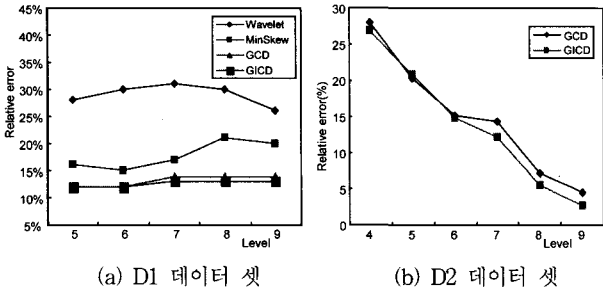 Relative error
35%
30%
25%
20%
15%
10%
5%
5 6 7 8 9
Level
Wavelet
MinSkew
GCD
GICD
(a) D1 데이터 셋
Relative error(%)
30
25
20
15
10
5
0
4 5 6 7 8 9
Level
GCD
GICD
(b) D2 데이터 셋